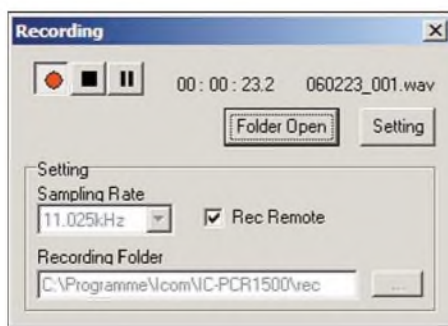 Recording
00 : 00 : 23.2 060223_001.wav
Folder Open Setting
Setting
Sampling Rate
11.025kHz Rec Remote
Recording Folder
C:\Programme\Icom\IC-PCR1500\rec ...